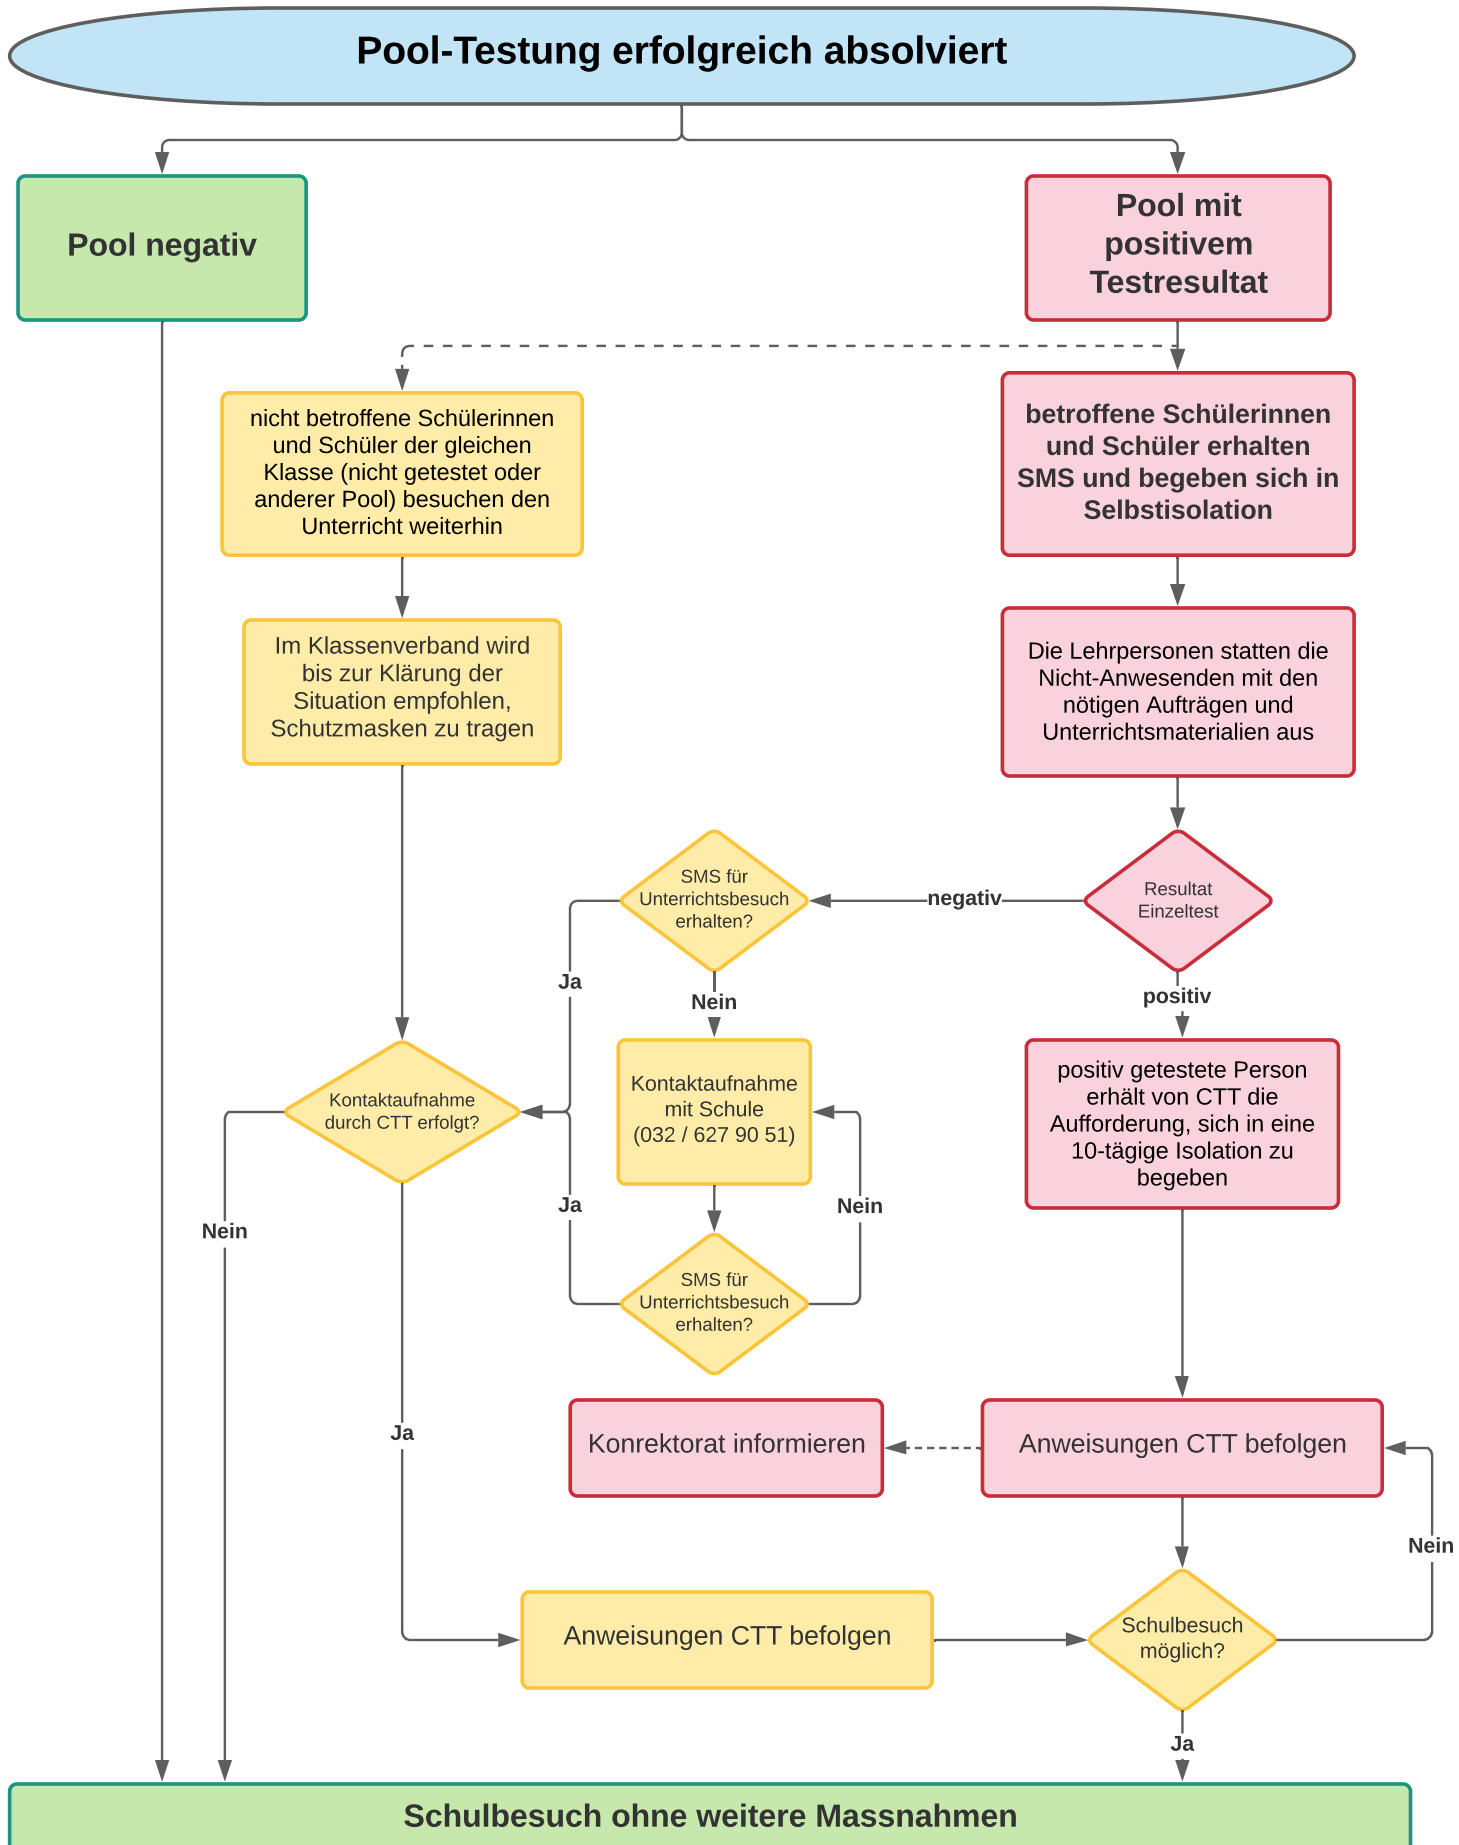 Pool-Testung erfolgreich absolviert
Pool negativ
Pool mit
positivem
Testresultat
nicht betroffene Schülerinnen
und Schüler der gleichen
Klasse (nicht getestet oder
anderer Pool) besuchen den
Unterricht weiterhin
betroffene Schülerinnen
und Schüler erhalten
SMS und begeben sich in
Selbstisolation
Im Klassenverband wird
bis zur Klärung der
Situation empfohlen,
Schutzmasken zu tragen
Die Lehrpersonen statten die
Nicht-Anwesenden mit den
nötigen Aufträgen und
Unterrichtsmaterialien aus
SMS für
Unterrichtsbesuch
erhalten?
negativ
Resultat
Einzeltest
Ja
Nein
positiv
Kontaktaufnahme
durch CTT erfolgt?
Kontaktaufnahme
mit Schule
(032 / 627 90 51)
positiv getestete Person
erhält von CTT die
Aufforderung, sich in eine
10-tägige Isolation zu
begeben
Nein
Ja
Nein
SMS für
Unterrichtsbesuch
erhalten?
Ja
Konrektorat informieren
Anweisungen CTT befolgen
Nein
Anweisungen CTT befolgen
Schulbesuch
möglich?
Ja
Schulbesuch ohne weitere Massnahmen